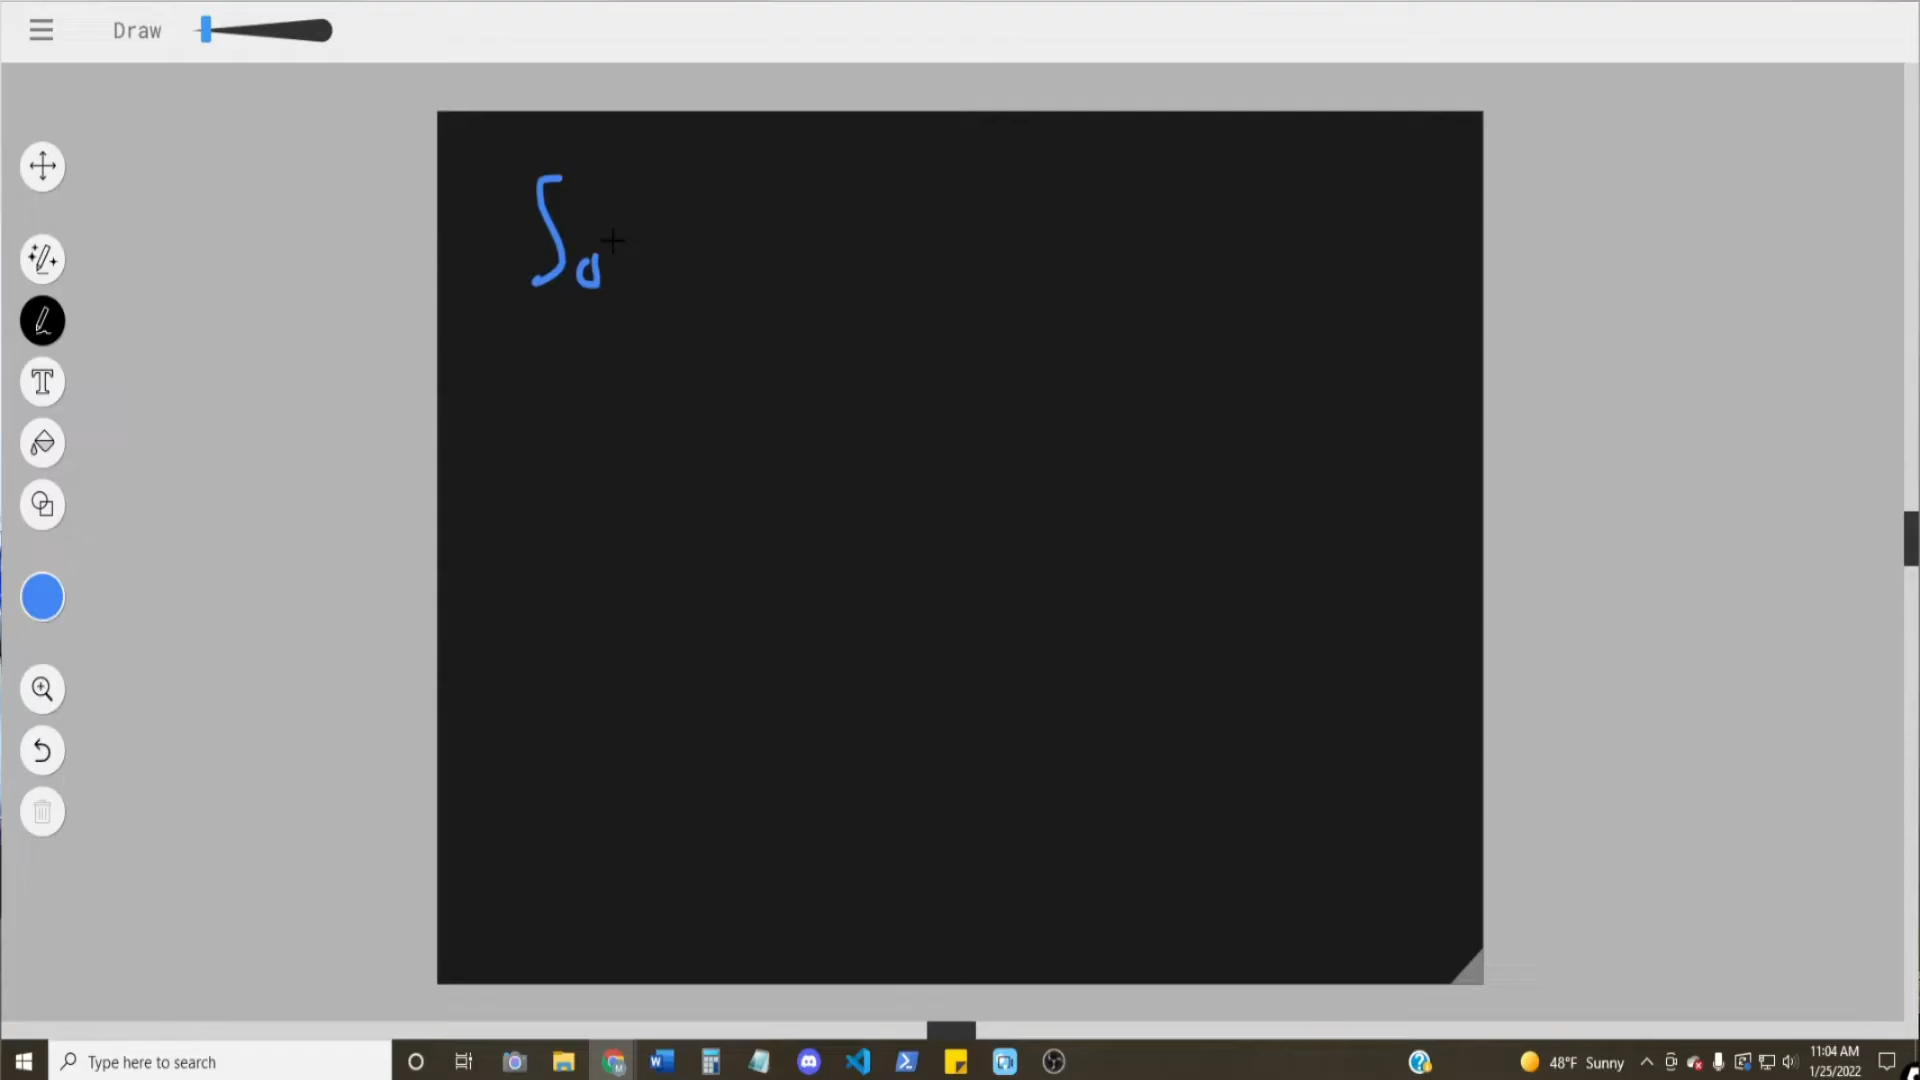 Draw
∫a
Type here to search
48°F Sunny
11:04 AM
1/25/2022